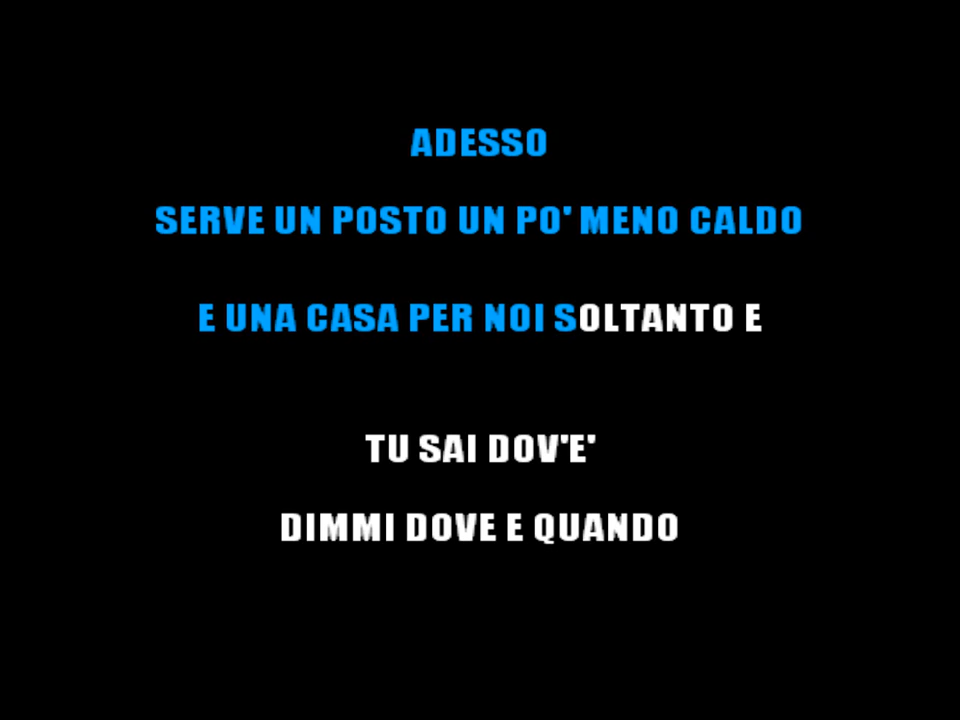 ADESSO
SERVE UN POSTO UN PO' MENO CALDO
E UNA CASA PER NOI SOLTANTO E
TU SAI DOV'E'
DIMMI DOVE E QUANDO